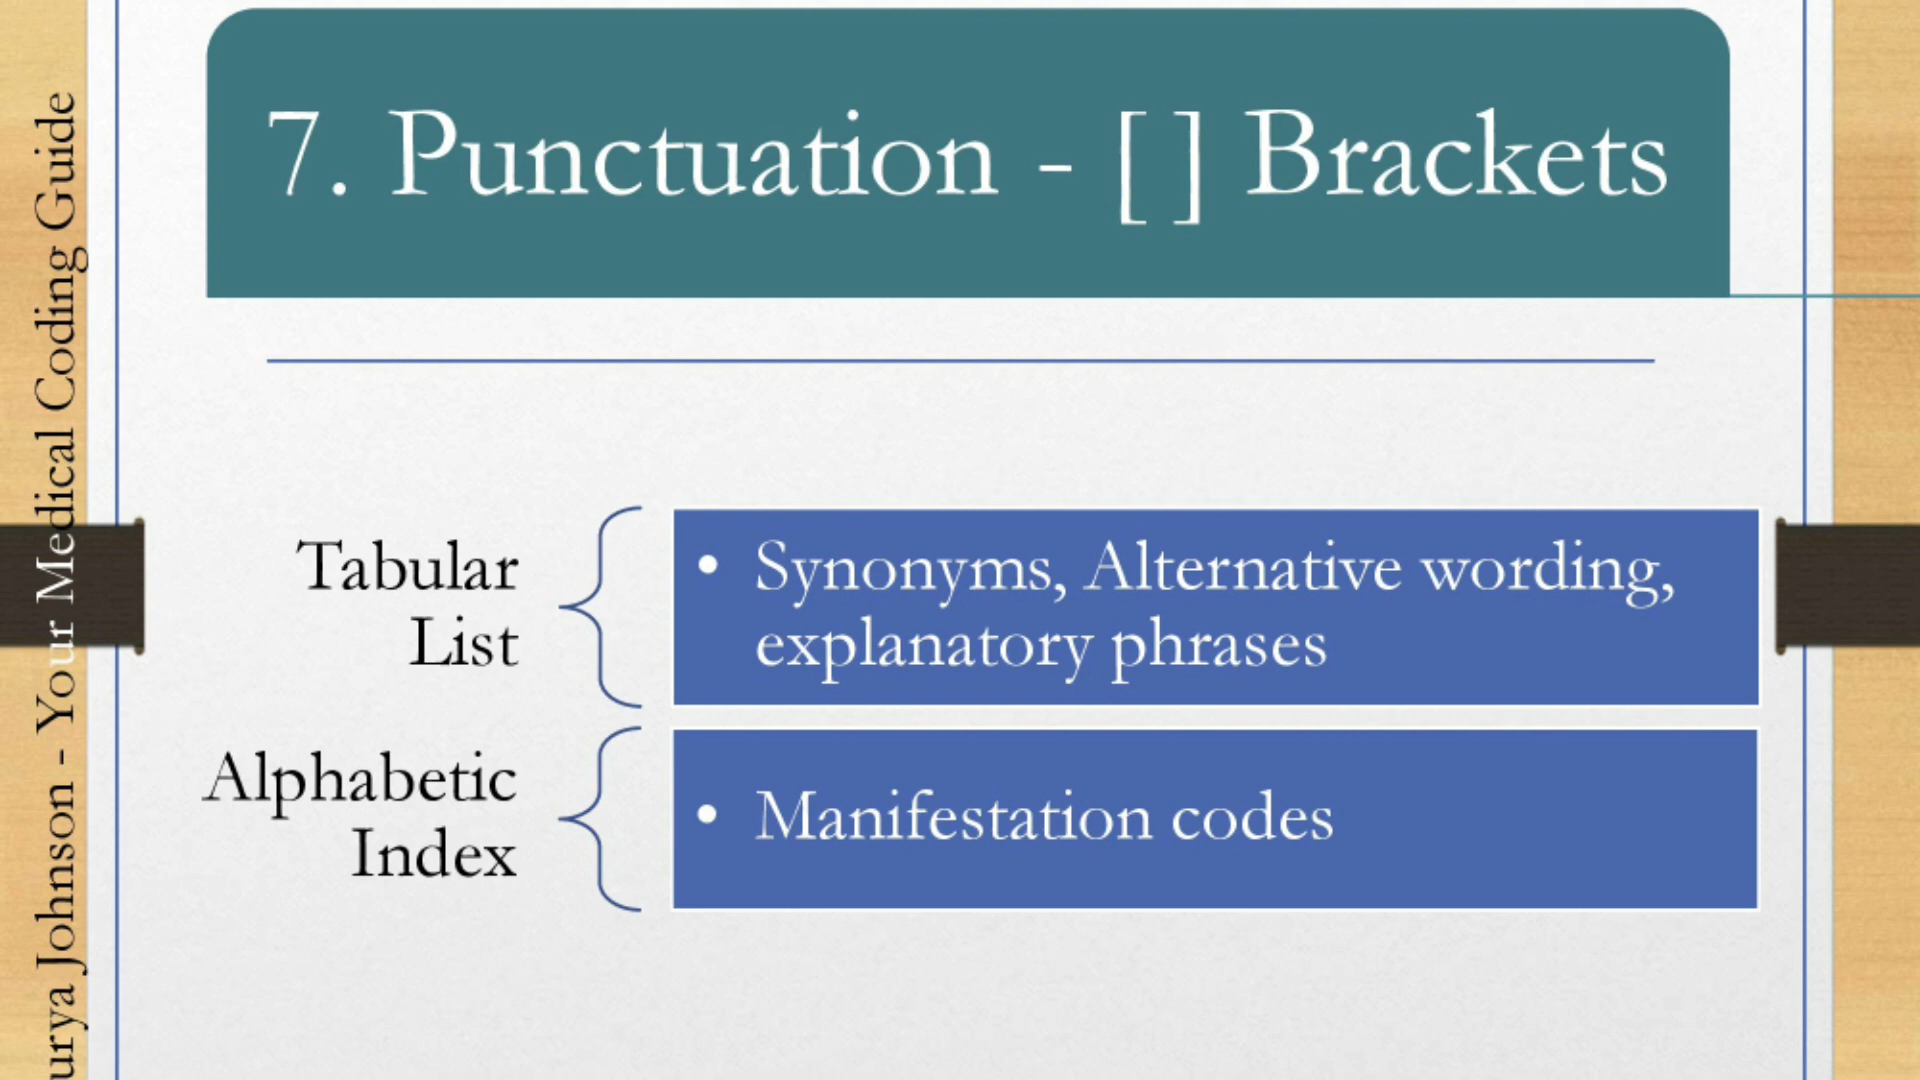 7. Punctuation - [ ] Brackets
Tabular
List
• Synonyms, Alternative wording,
explanatory phrases
Alphabetic
Index
• Manifestation codes
Johnson - Your Medical Coding Guide